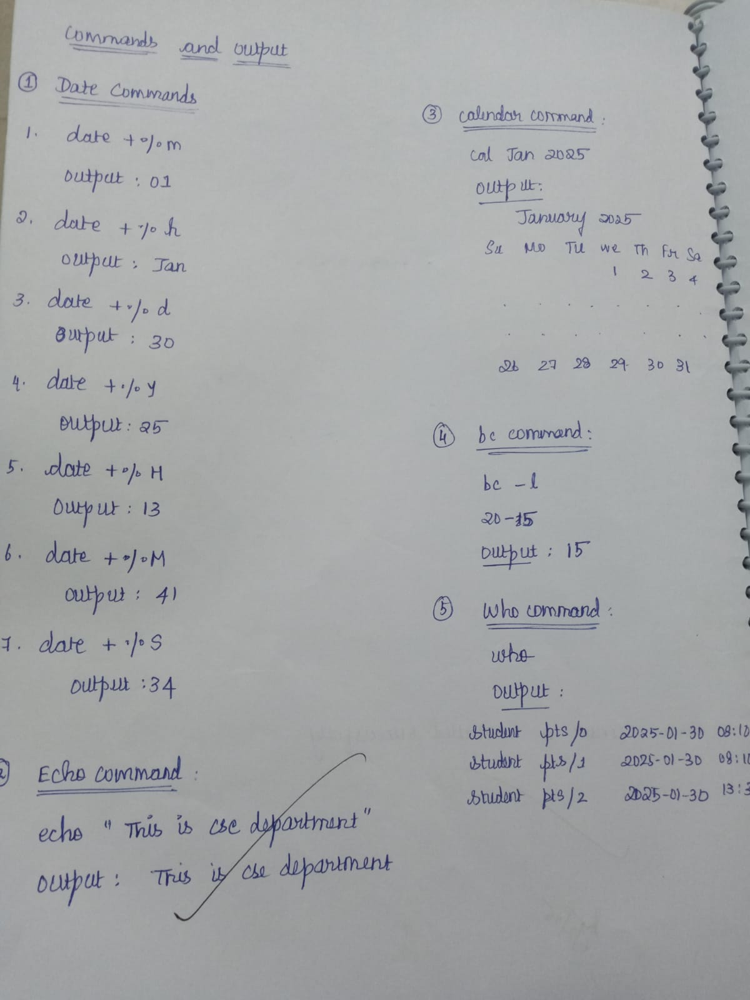 Commands and output
① Date Commands
1. date +%m
output : 01
2. date +%h
output : Jan
3. date +%d
output : 30
4. date +%y
output : 25
5. date +%H
Output : 13
6. date +%M
output : 41
7. date +%S
output : 34
2) Echo command :
echo " This is cse department"
output : This is cse department
③ calendar command :
cal Jan 2025
output:
January 2025
Su Mo Tu We Th Fr Sa
1 2 3 4
. . . . . . .
. . . . . . .
26 27 28 29 30 31
④ bc command :
bc -l
20-15
output : 15
⑤ Who command :
who
output :
student pts/0 2025-01-30 08:10
student pts/1 2025-01-30 08:10
student pts/2 2025-01-30 13:3